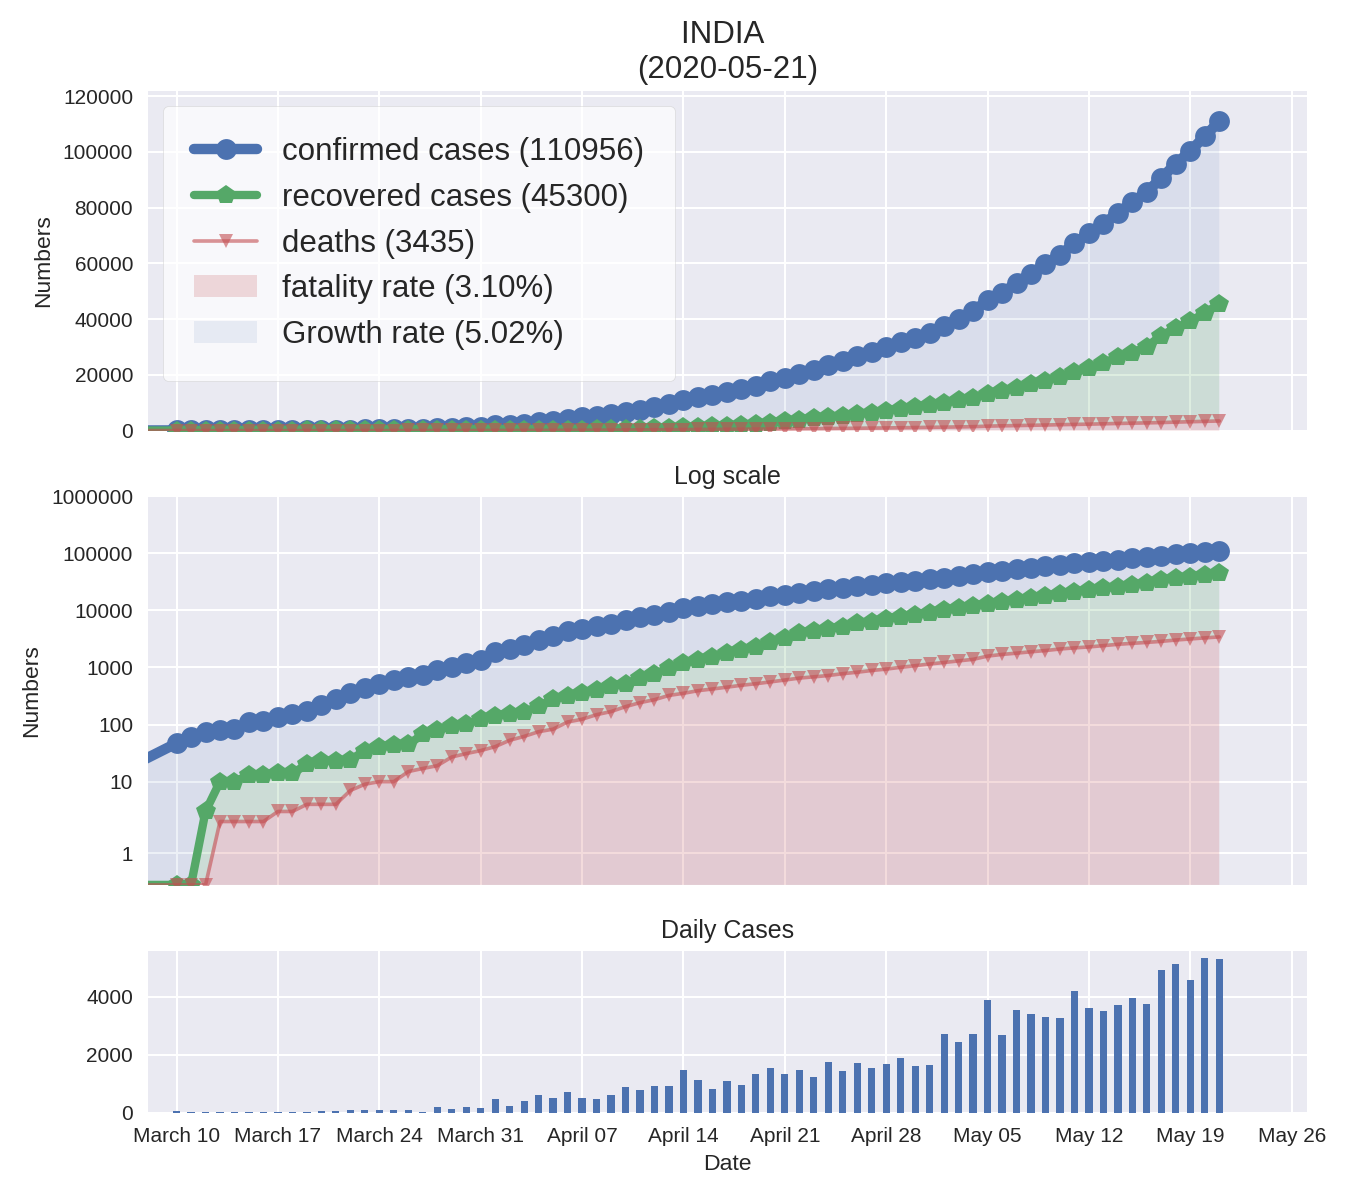 INDIA
(2020-05-21)
120000
100000
80000
60000
40000
20000
0
Numbers
confirmed cases (110956)
recovered cases (45300)
deaths (3435)
fatality rate (3.10%)
Growth rate (5.02%)
Log scale
1000000
100000
10000
1000
100
10
1
Numbers
Daily Cases
4000
2000
0
March 10 March 17 March 24 March 31 April 07 April 14 April 21 April 28 May 05 May 12 May 19 May 26
Date